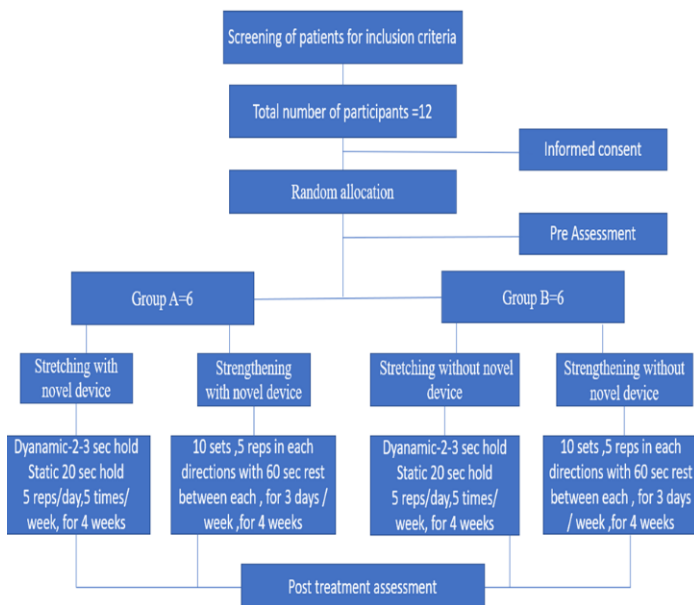 Screening of patients for inclusion criteria
Total number of participants =12
Informed consent
Random allocation
Pre Assessment
Group A=6
Group B=6
Stretching with
novel device
Strengthening
with novel device
Stretching without novel
device
Strengthening without
novel device
Dyanamic-2-3 sec hold
Static 20 sec hold
5 reps/day,5 times/
week, for 4 weeks
10 sets ,5 reps in each
directions with 60 sec rest
between each , for 3 days /
week ,for 4 weeks
Dyanamic-2-3 sec hold
Static 20 sec hold
5 reps/day,5 times/
week, for 4 weeks
10 sets ,5 reps in each
directions with 60 sec rest
between each , for 3 days
/ week ,for 4 weeks
Post treatment assessment